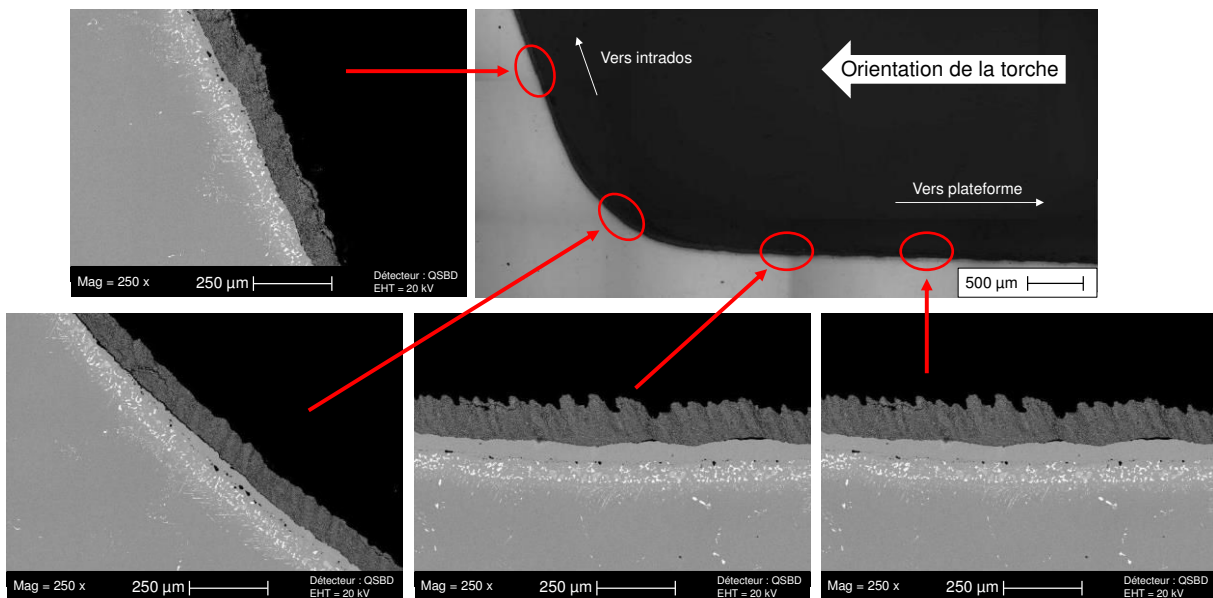 Mag = 250 x
250 µm
Détecteur : QSBD
EHT = 20 kV
Vers intrados
Orientation de la torche
Vers plateforme
500 µm
Mag = 250 x
250 µm
Détecteur : QSBD
EHT = 20 kV
Mag = 250 x
250 µm
Détecteur : QSBD
EHT = 20 kV
Mag = 250 x
250 µm
Détecteur : QSBD
EHT = 20 kV